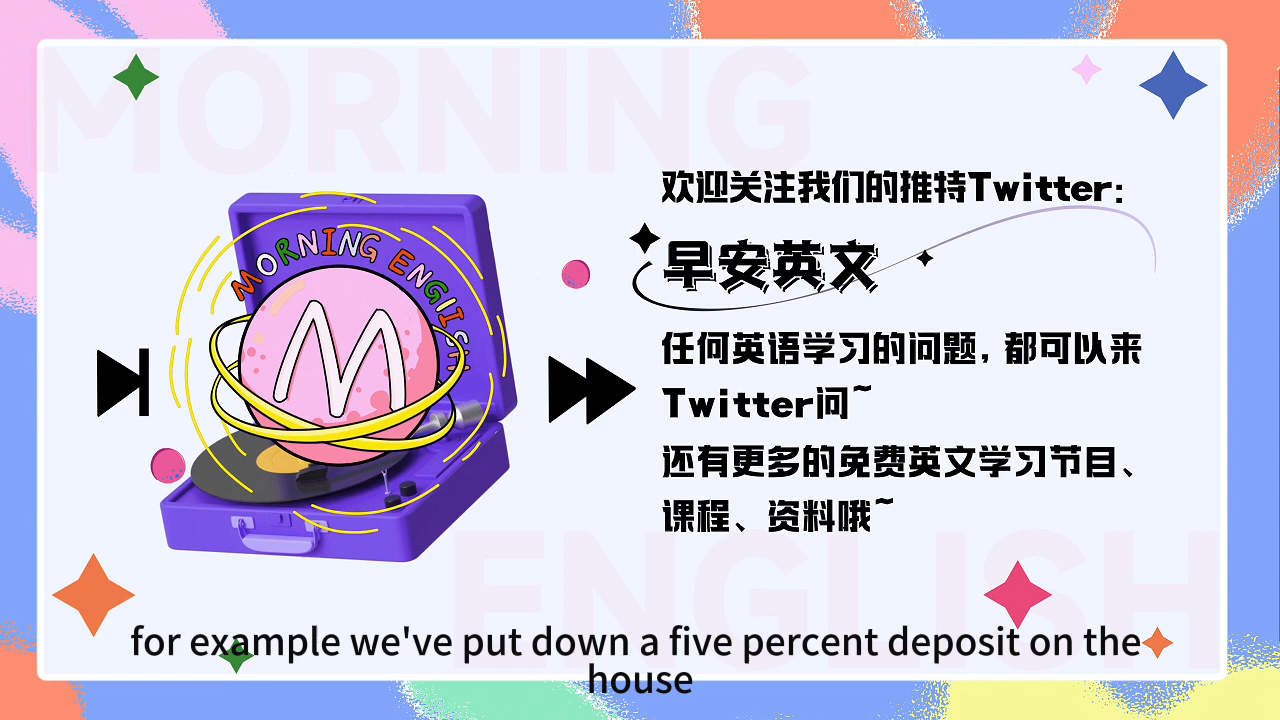 MORNING
MORNING ENGLISH
M
欢迎关注我们的推特Twitter:
早安英文
任何英语学习的问题,都可以来
Twitter问~
还有更多的免费英文学习节目、
课程、资料哦~
ENGLISH
for example we've put down a five percent deposit on the
house